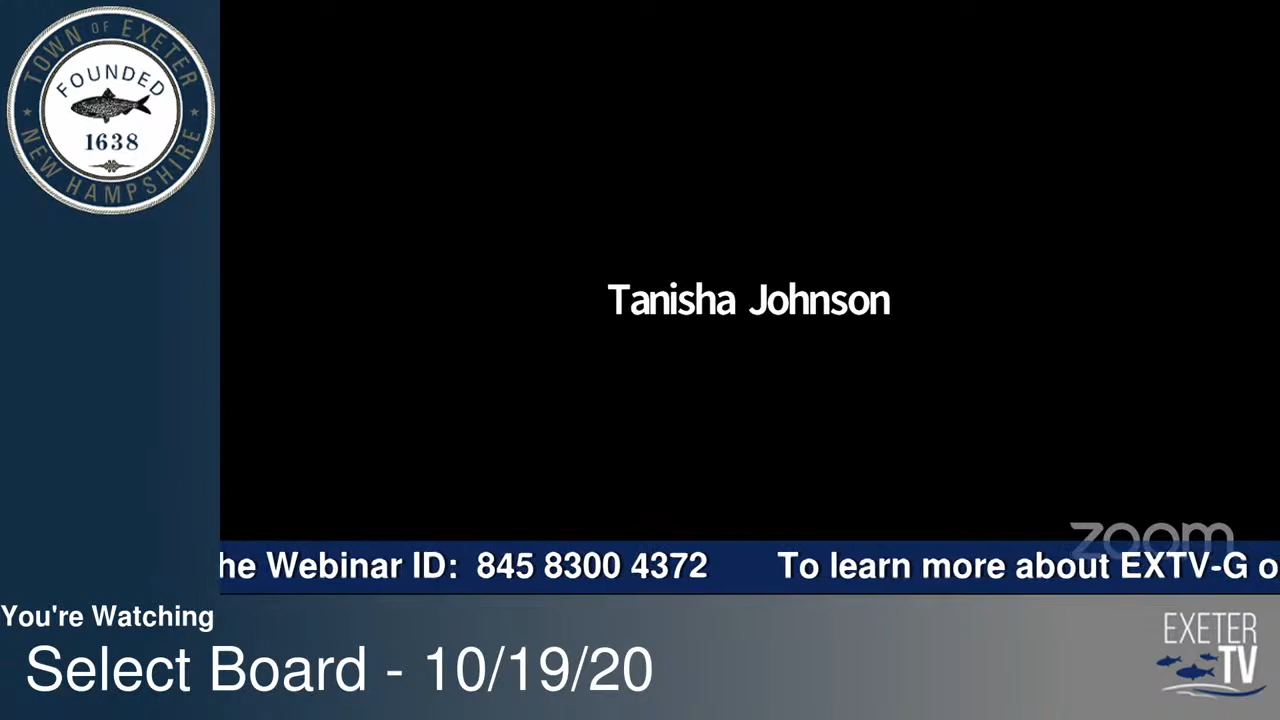 TOWN OF EXETER
FOUNDED
1638
NEW HAMPSHIRE
Tanisha Johnson
zoom
he Webinar ID: 845 8300 4372 To learn more about EXTV-G o
You're Watching
Select Board - 10/19/20
EXETER
TV